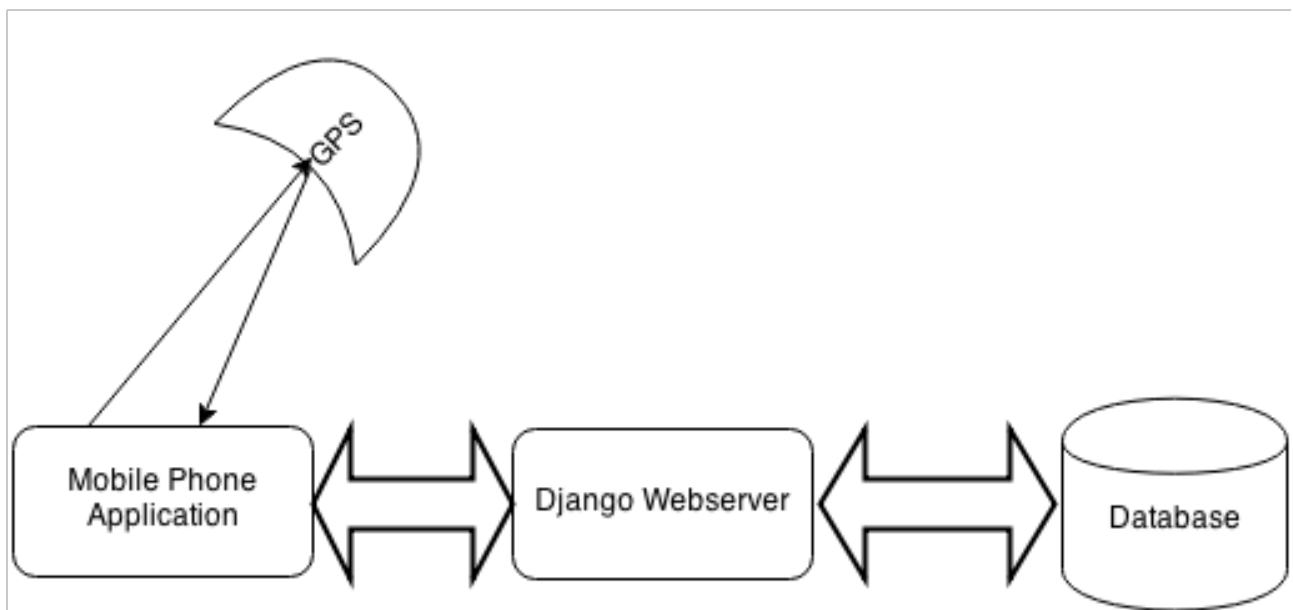 GPS
Mobile Phone
Application
Django Webserver
Database